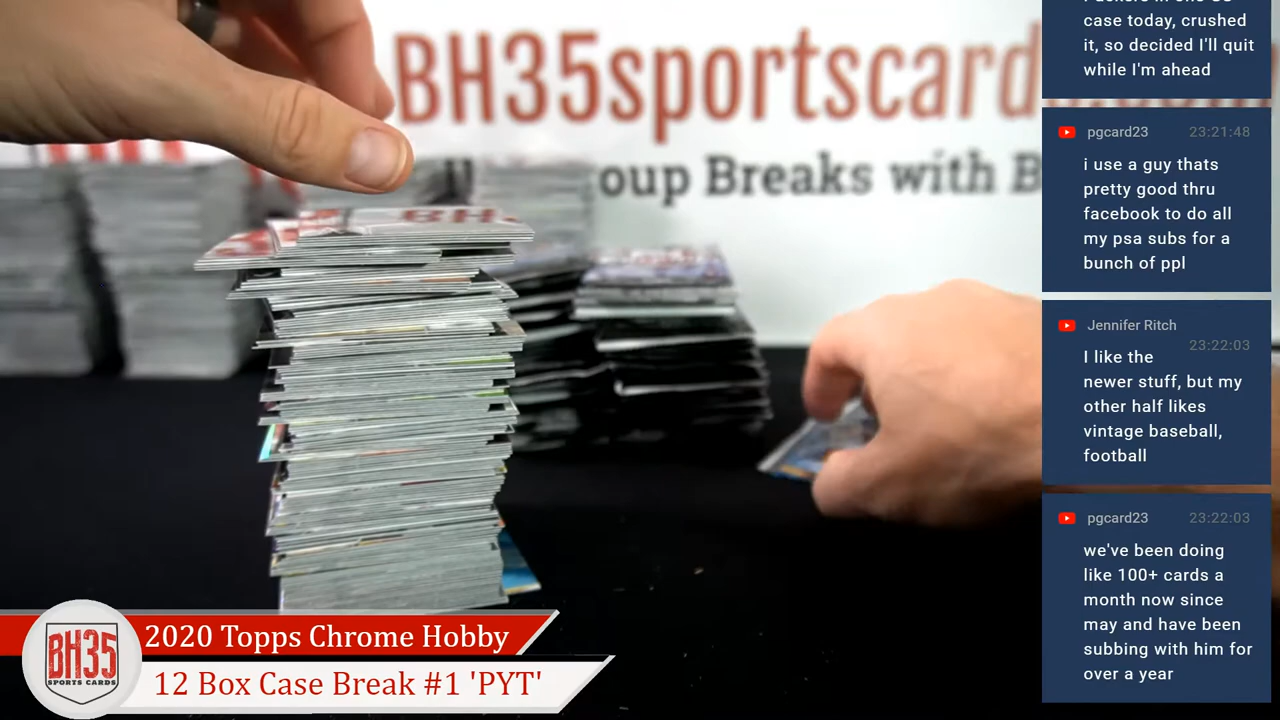 BH35sportscard
oup Breaks with B
BH
case today, crushed
it, so decided I'll quit
while I'm ahead
pgcard23 23:21:48
i use a guy thats
pretty good thru
facebook to do all
my psa subs for a
bunch of ppl
Jennifer Ritch 23:22:03
I like the
newer stuff, but my
other half likes
vintage baseball,
football
pgcard23 23:22:03
we've been doing
like 100+ cards a
month now since
may and have been
subbing with him for
over a year
BH35
SPORTS CARDS
2020 Topps Chrome Hobby
12 Box Case Break #1 'PYT'